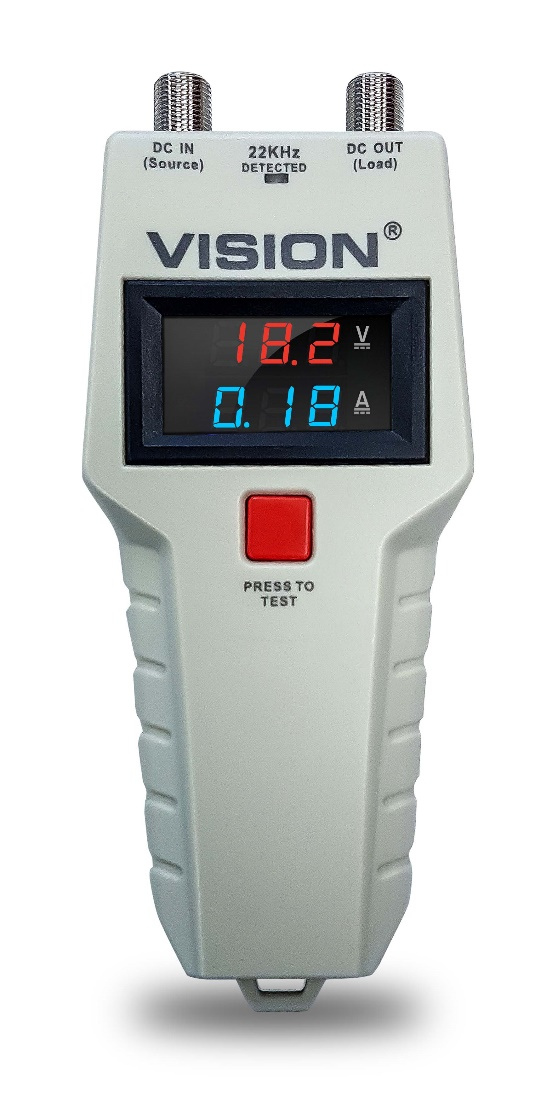 DC IN
(Source)
22KHz
DETECTED
DC OUT
(Load)
VISION®
18.2 V
0.18 A
PRESS TO
TEST